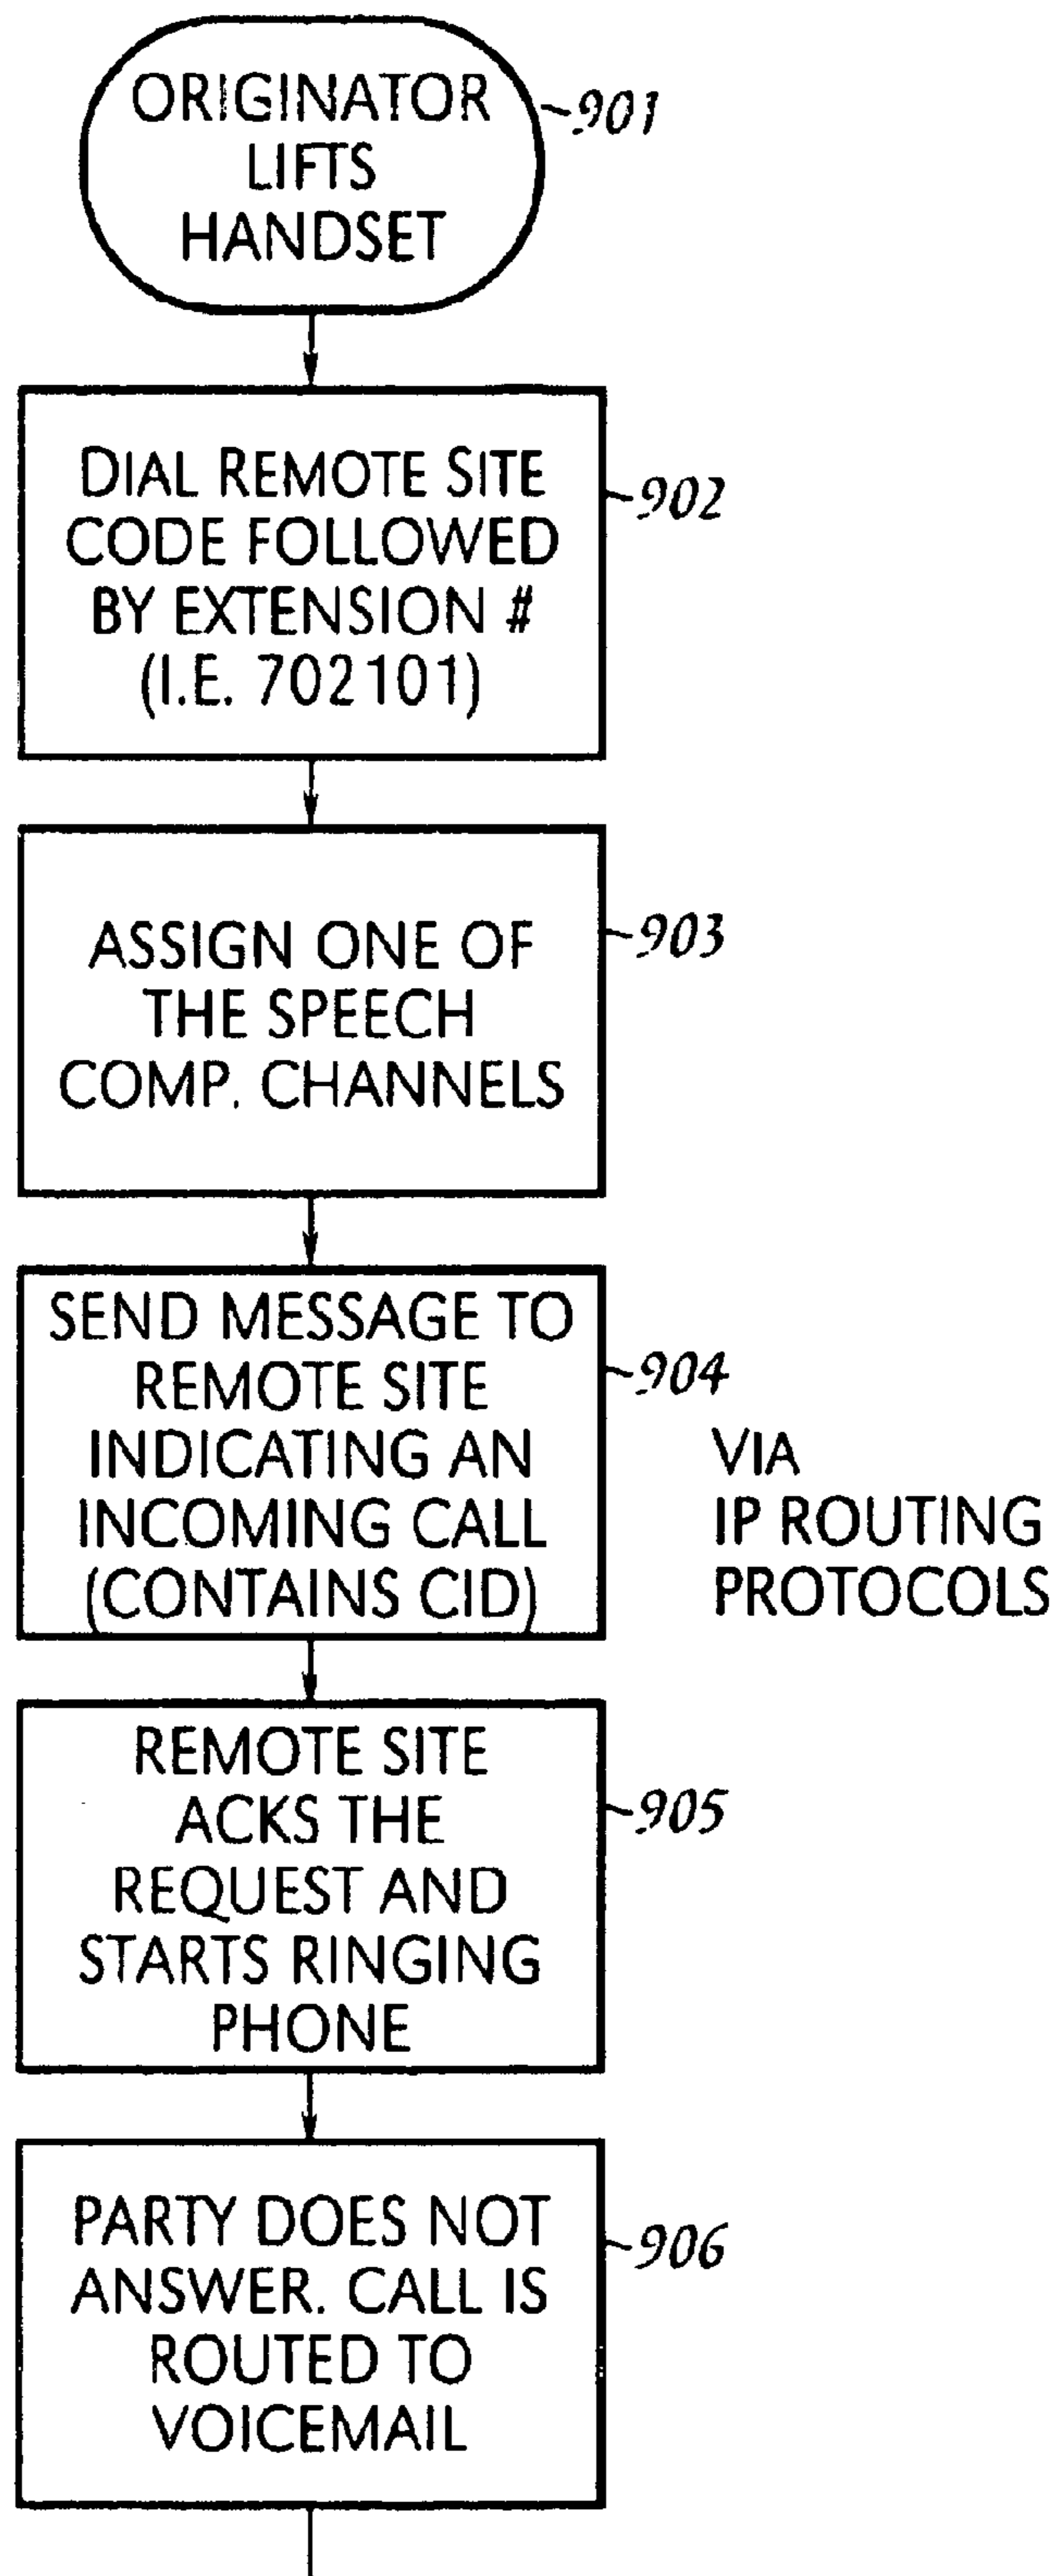 ORIGINATOR
LIFTS
HANDSET
901
DIAL REMOTE SITE
CODE FOLLOWED
BY EXTENSION #
(I.E. 702101)
902
ASSIGN ONE OF
THE SPEECH
COMP. CHANNELS
903
SEND MESSAGE TO
REMOTE SITE
INDICATING AN
INCOMING CALL
(CONTAINS CID)
904
VIA
IP ROUTING
PROTOCOLS
REMOTE SITE
ACKS THE
REQUEST AND
STARTS RINGING
PHONE
905
PARTY DOES NOT
ANSWER. CALL IS
ROUTED TO
VOICEMAIL
906